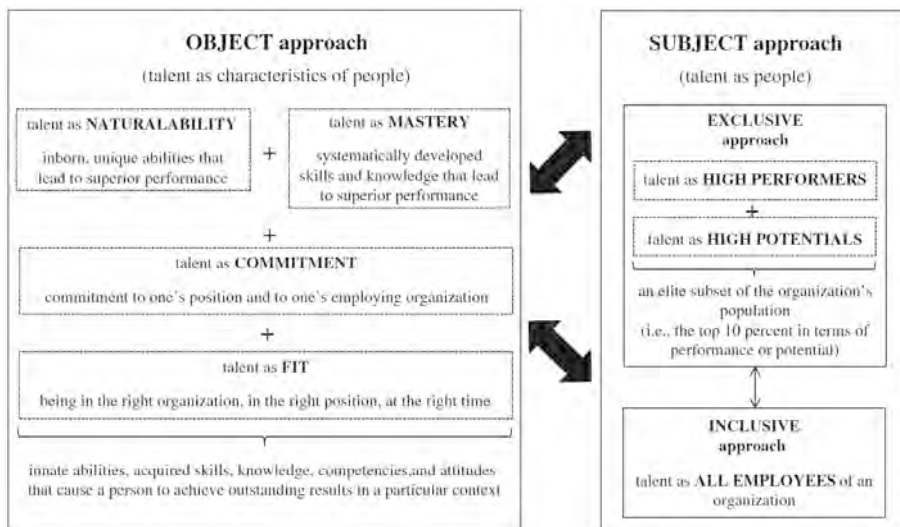 OBJECT approach
(talent as characteristics of people)
talent as NATURALABILITY
inborn, unique abilities that
lead to superior performance
+
talent as MASTERY
systematically developed
skills and knowledge that lead
to superior performance
+
talent as COMMITMENT
commitment to one's position and to one's employing organization
+
talent as FIT
being in the right organization, in the right position, at the right time
innate abilities, acquired skills, knowledge, competencies,and attitudes
that cause a person to achieve outstanding results in a particular context
SUBJECT approach
(talent as people)
EXCLUSIVE
approach
talent as HIGH PERFORMERS
+
talent as HIGH POTENTIALS
an elite subset of the organization's
population
(i.e., the top 10 percent in terms of
performance or potential)
INCLUSIVE
approach
talent as ALL EMPLOYEES of an
organization